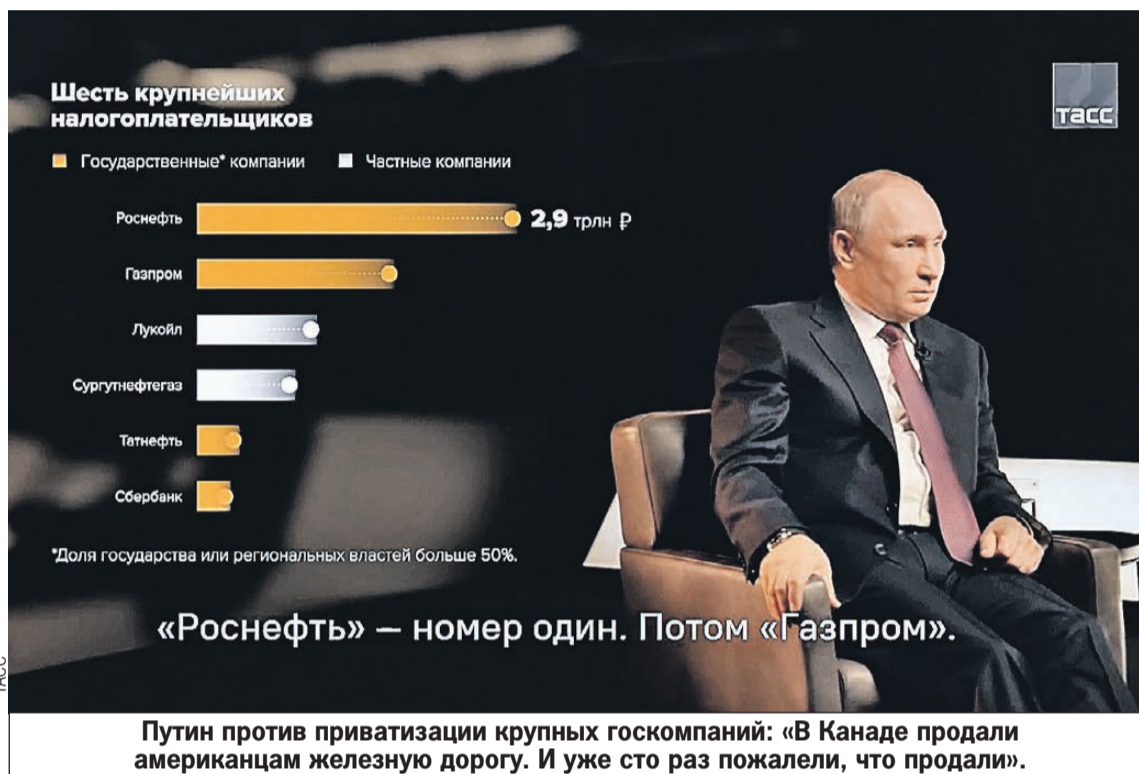 Шесть крупнейших
налогоплательщиков
тасс
Государственные* компании
Частные компании
Роснефть
2,9 трлн ₽
Газпром
Лукойл
Сургутнефтегаз
Татнефть
Сбербанк
*Доля государства или региональных властей больше 50%.
«Роснефть» – номер один. Потом «Газпром».
ТАСС
Путин против приватизации крупных госкомпаний: «В Канаде продали
американцам железную дорогу. И уже сто раз пожалели, что продали».